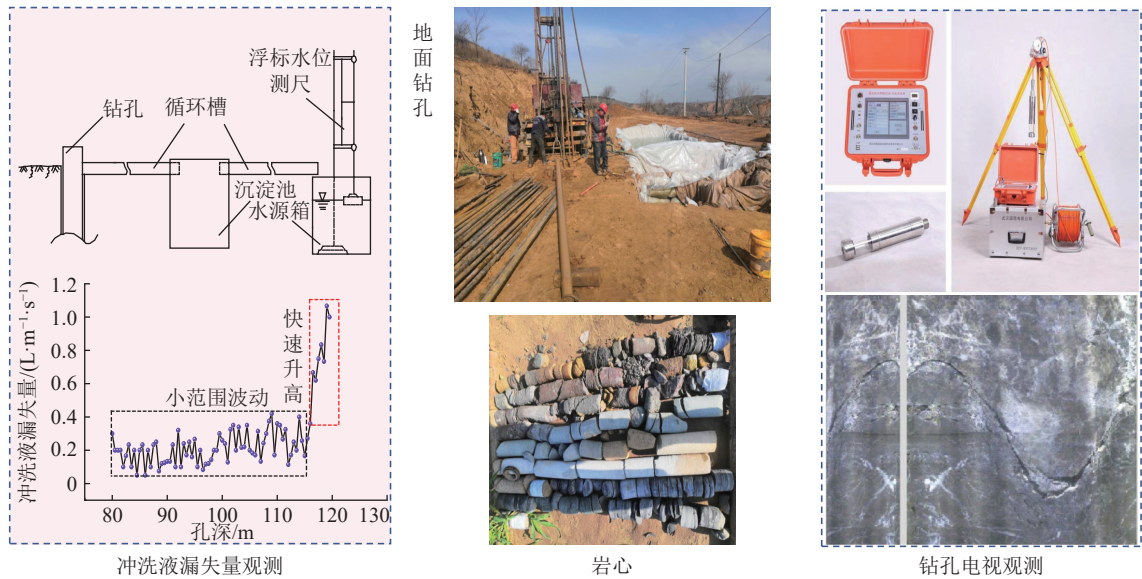 浮标水位
测尺
钻孔
循环槽
沉淀池
水源箱
冲洗液漏失量/(L·m⁻¹·s⁻¹)
1.2
1.0
0.8
0.6
0.4
0.2
0
快速升高
小范围波动
80
90
100
110
120
130
孔深/m
冲洗液漏失量观测
地面钻孔
岩心
钻孔电视观测